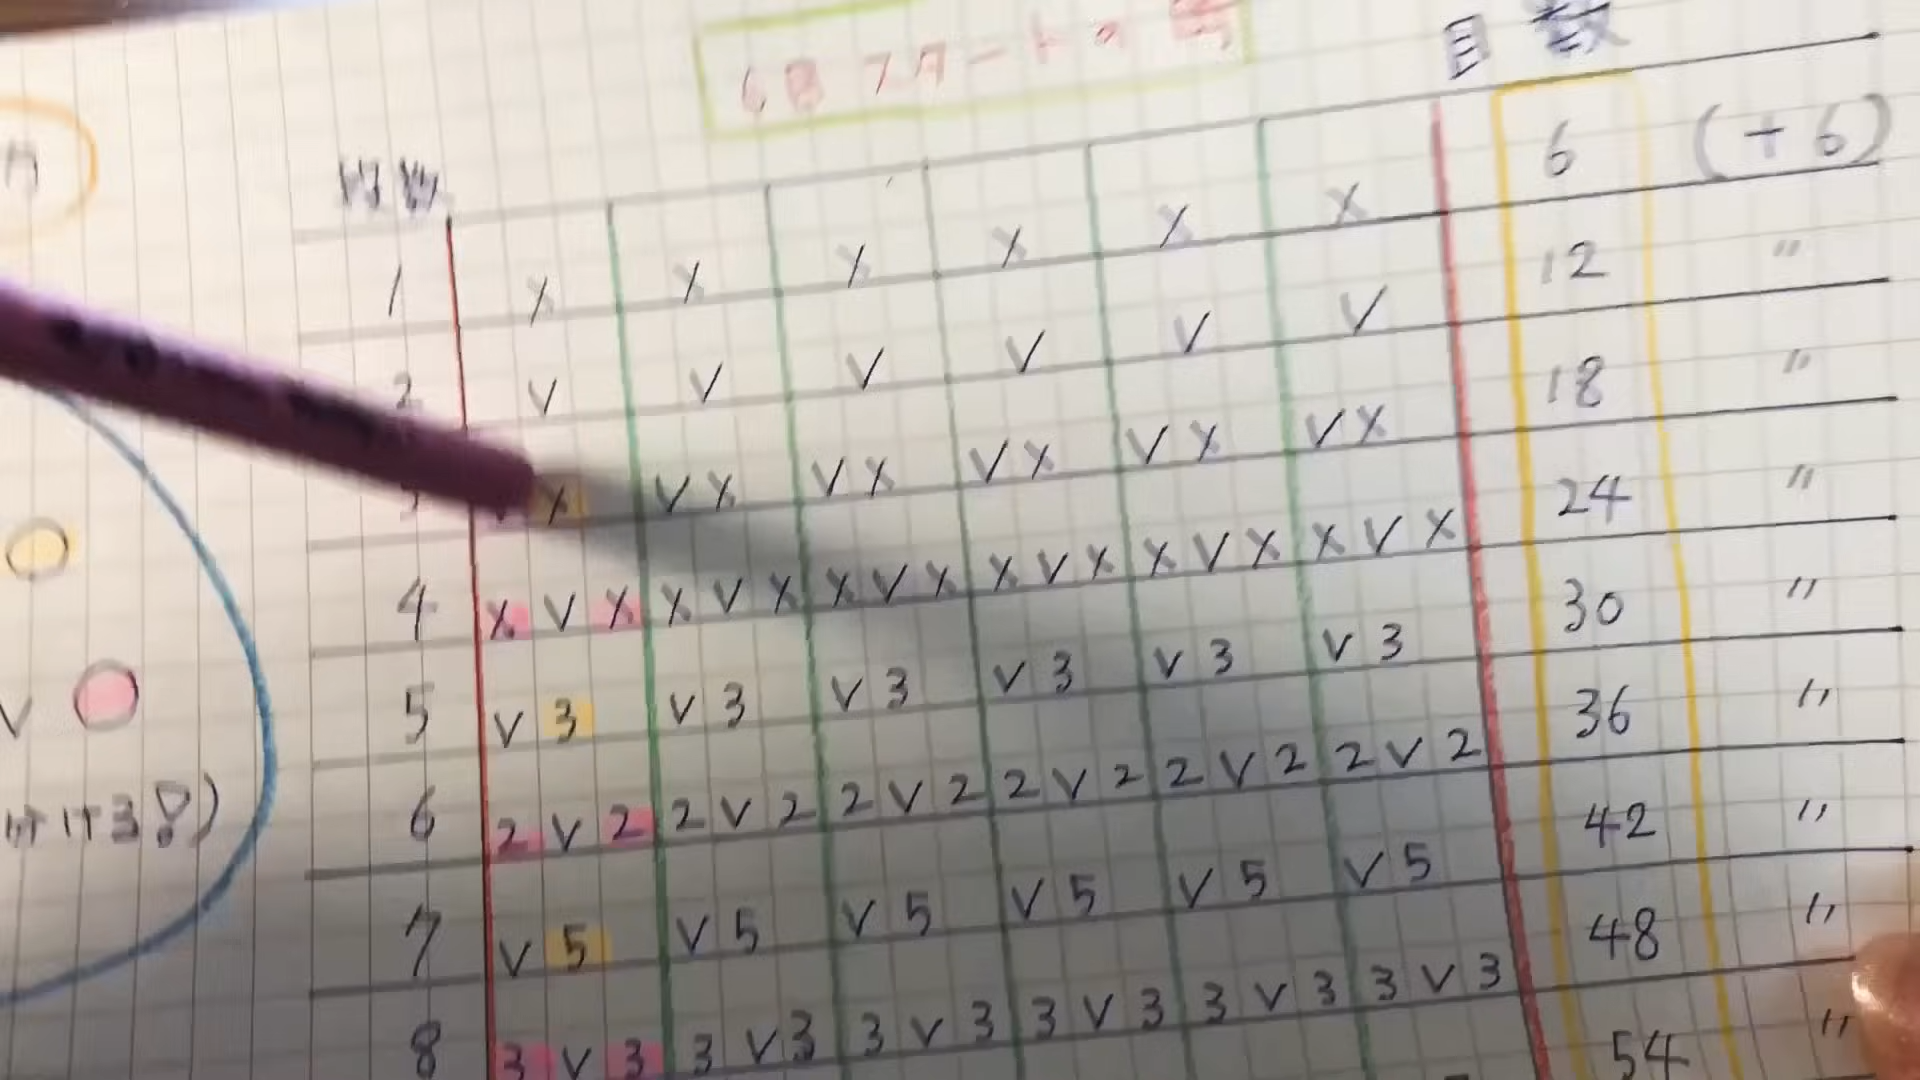 6目スタートの図
段数 目数
1 X X X X X X 6 (+6)
2 V V V V V V 12 〃
3 V X V X V X V X V X V X 18 〃
4 X V X X V X X V X X V X X V X X V X 24 〃
5 V 3 V 3 V 3 V 3 V 3 V 3 30 〃
6 2 V 2 2 V 2 2 V 2 2 V 2 2 V 2 2 V 2 36 〃
7 V 5 V 5 V 5 V 5 V 5 V 5 42 〃
8 3 V 3 3 V 3 3 V 3 3 V 3 3 V 3 3 V 3 48 〃
54 〃
V
ける!)